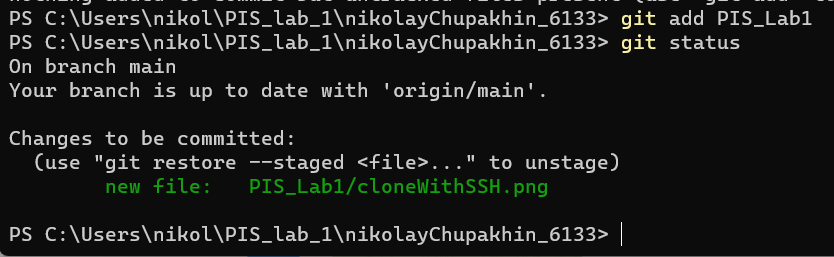 PS C:\Users\nikol\PIS_lab_1\nikolayChupakhin_6133> git add PIS_Lab1
PS C:\Users\nikol\PIS_lab_1\nikolayChupakhin_6133> git status
On branch main
Your branch is up to date with 'origin/main'.
Changes to be committed:
  (use "git restore --staged <file>..." to unstage)
        new file:   PIS_Lab1/cloneWithSSH.png
PS C:\Users\nikol\PIS_lab_1\nikolayChupakhin_6133>